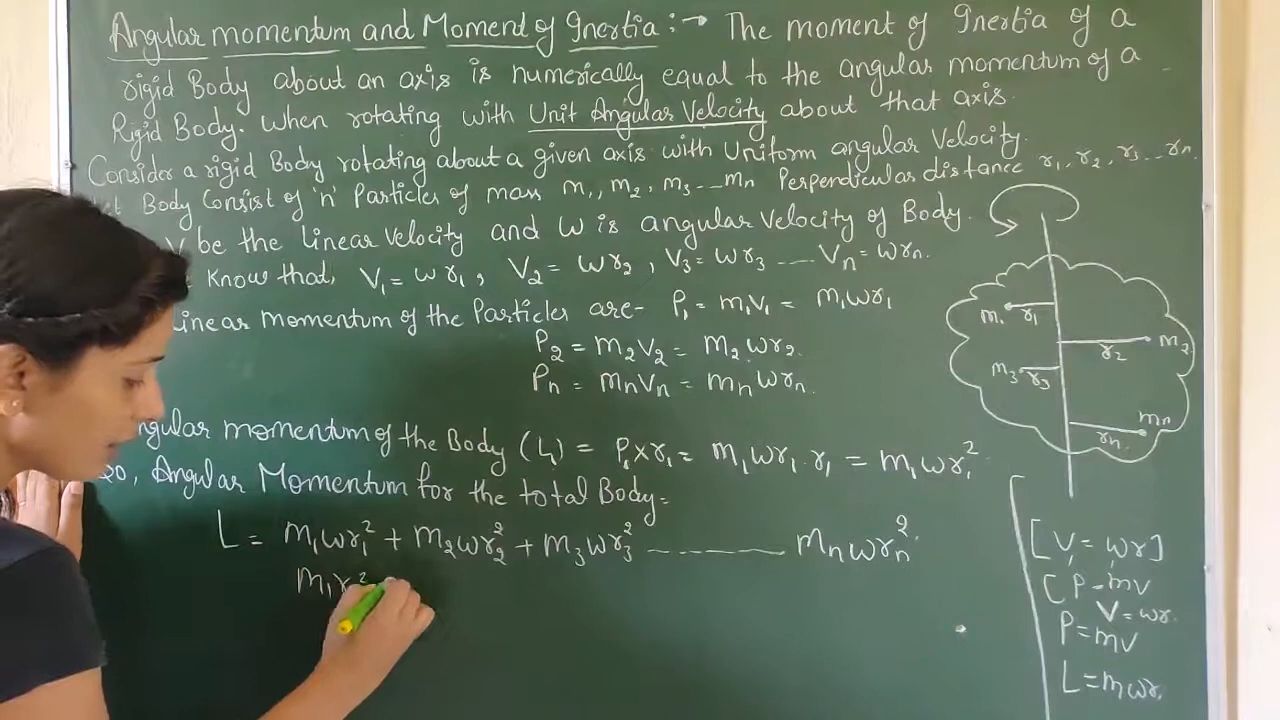 Angular momentum and Moment of Inertia :→ The moment of Inertia of a
rigid Body about an axis is numerically equal to the angular momentum of a
Rigid Body. when rotating with Unit Angular Velocity about that axis.
Consider a rigid Body rotating about a given axis with Uniform angular Velocity.
Body Consist of 'n' Particles of mass m1, m2, m3 --- mn Perpendicular distance r1, r2, r3 --- rn.
V be the linear Velocity and ω is angular Velocity of Body.
Know that, V1 = ωr1, V2 = ωr2, V3 = ωr3 ---- Vn = ωrn.
Linear Momentum of the Particles are- P1 = m1V1 = m1ωr1
P2 = m2V2 = m2ωr2.
Pn = mnVn = mnωrn.
ngular momentum of the Body (L1) = P1×r1 = m1ωr1.r1 = m1ωr1².
So, Angular Momentum for the total Body=
L = m1ωr1² + m2ωr2² + m3ωr3² -------- mnωrn².
m1r²
m1 r1
r2 m2
m3 r3
mn
rn.
[V1 = ωr]
[P = mV
V = ωr.
P = mV
L = mωr.